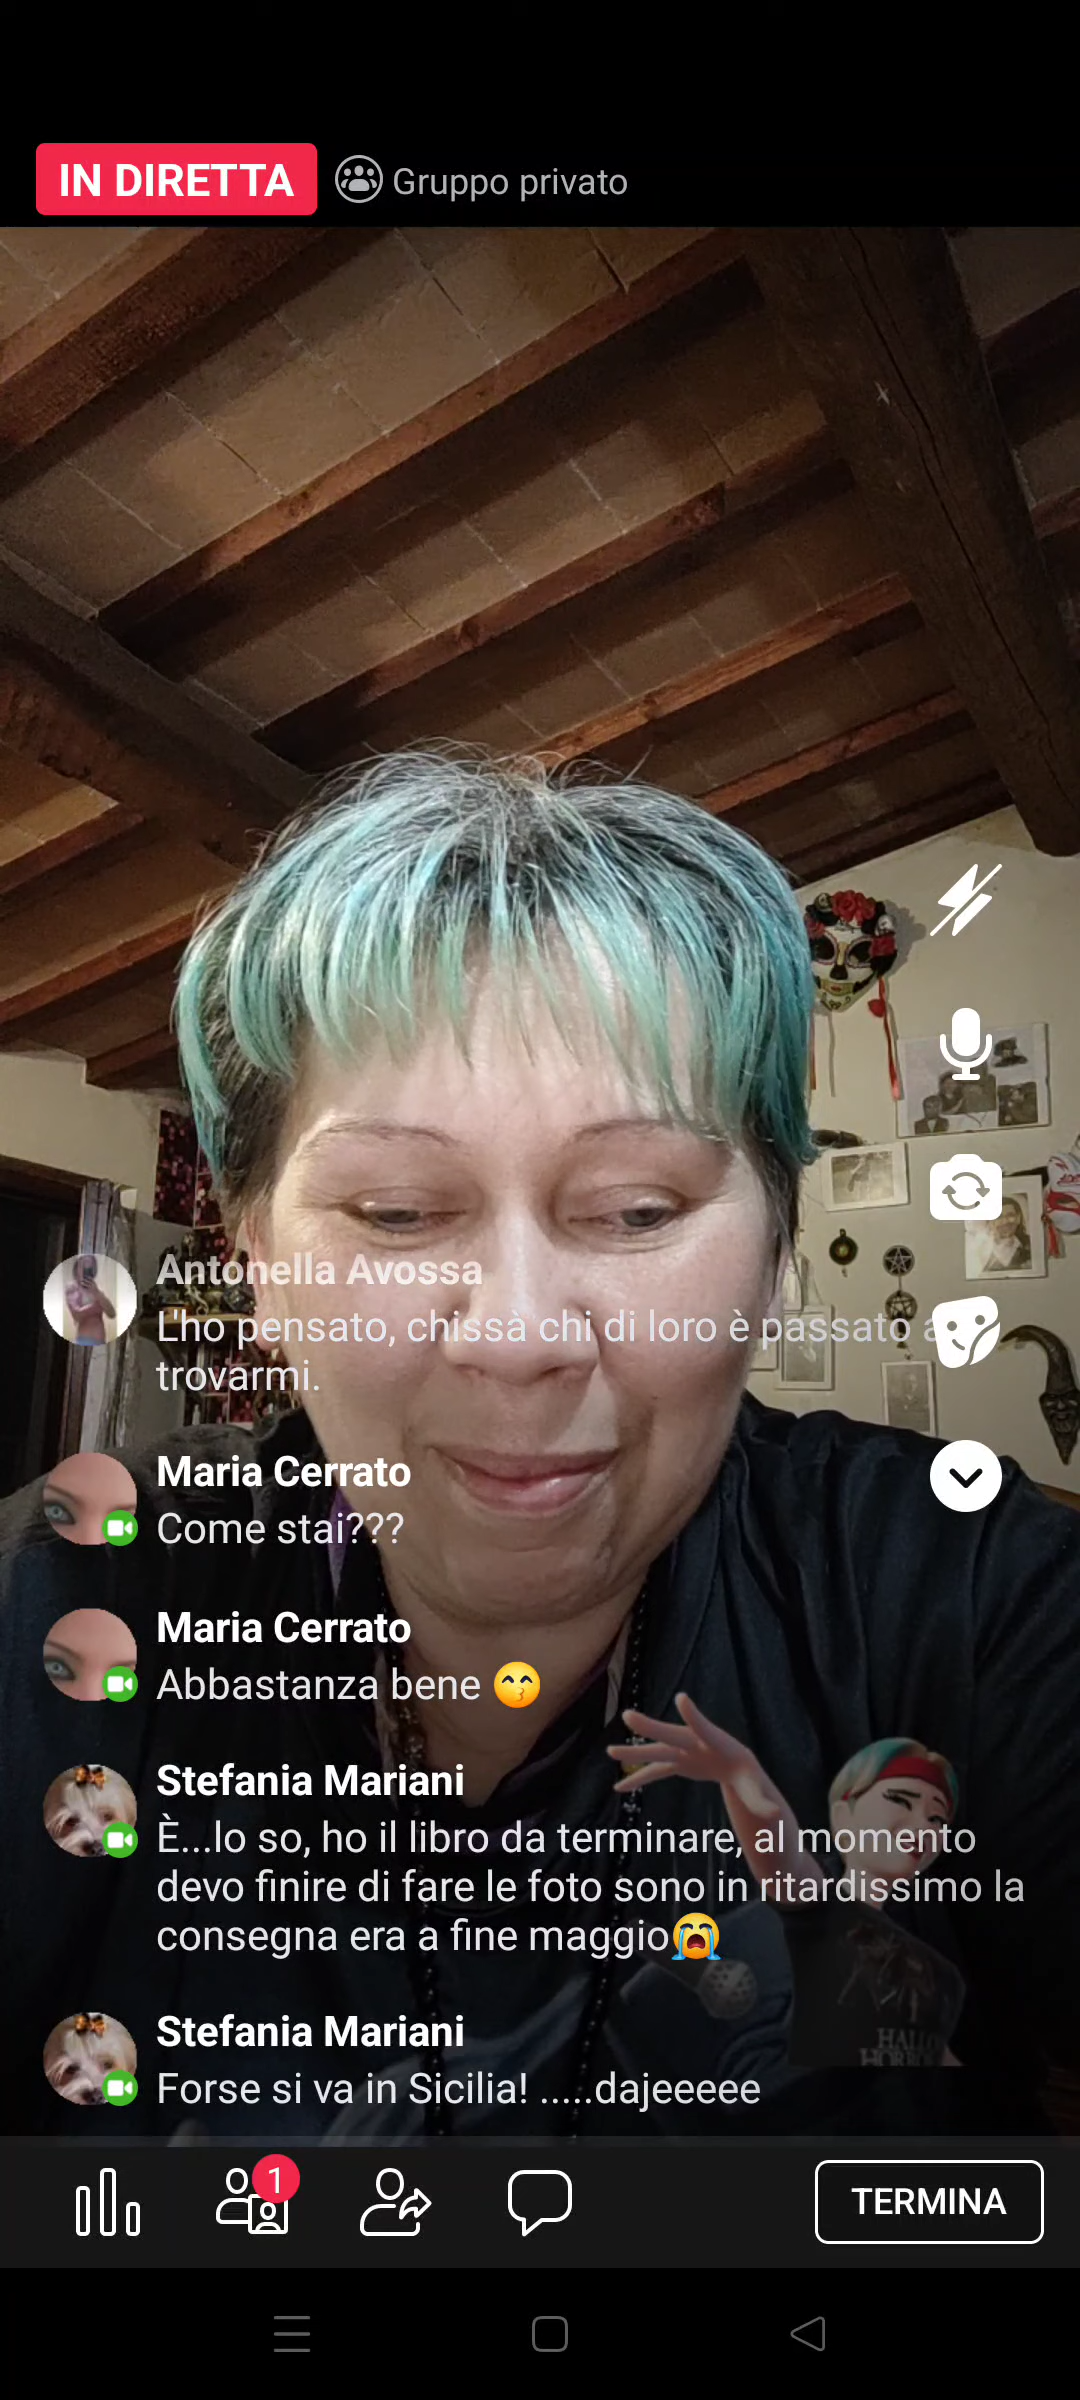 IN DIRETTA Gruppo privato
Antonella Avossa
L'ho pensato, chissà chi di loro è passato a
trovarmi.
Maria Cerrato
Come stai???
Maria Cerrato
Abbastanza bene 😙
Stefania Mariani
È...lo so, ho il libro da terminare, al momento
devo finire di fare le foto sono in ritardissimo la
consegna era a fine maggio😭
Stefania Mariani
Forse si va in Sicilia! .....dajeeeee
1
TERMINA